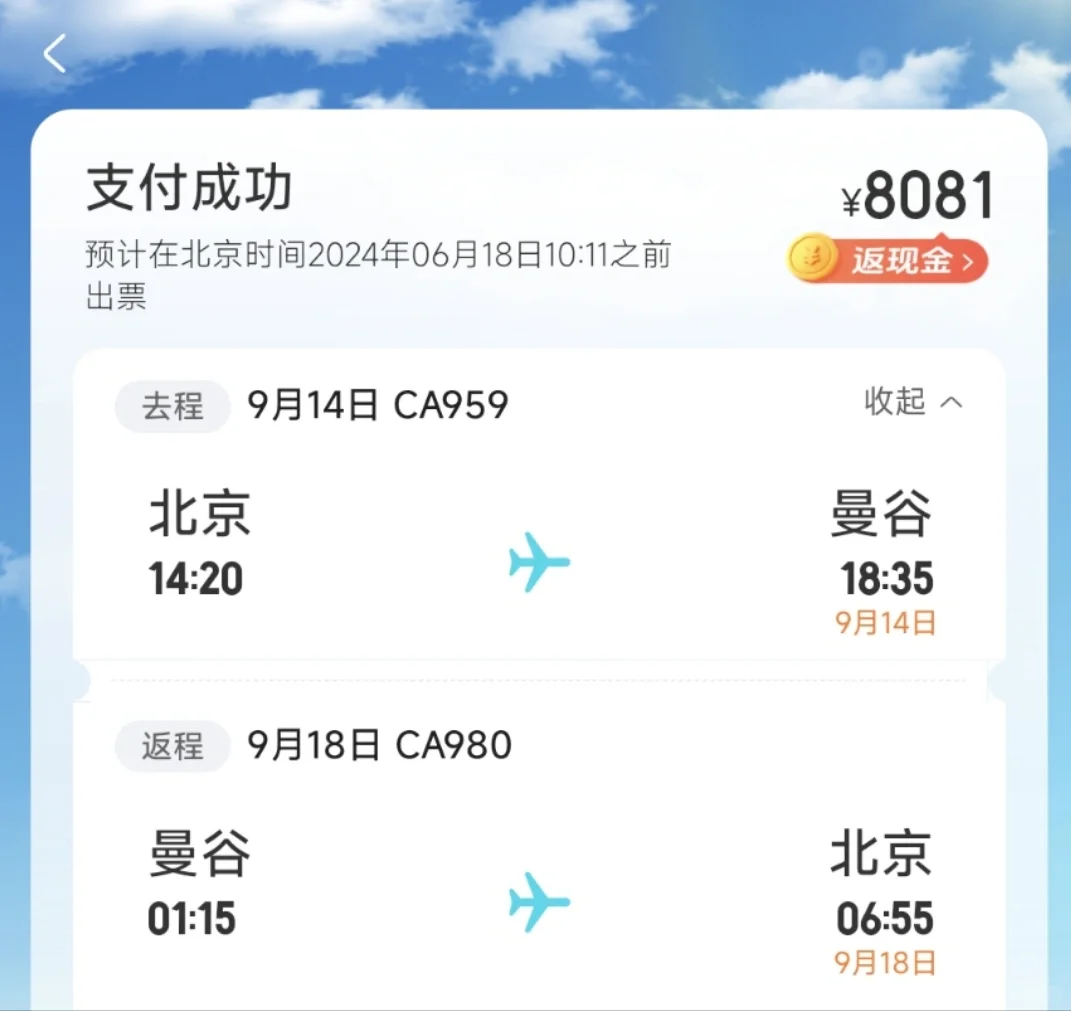 支付成功
¥8081
预计在北京时间2024年06月18日10:11之前
出票
返现金
去程 9月14日 CA959
收起
北京 曼谷
14:20 18:35
9月14日
返程 9月18日 CA980
曼谷 北京
01:15 06:55
9月18日